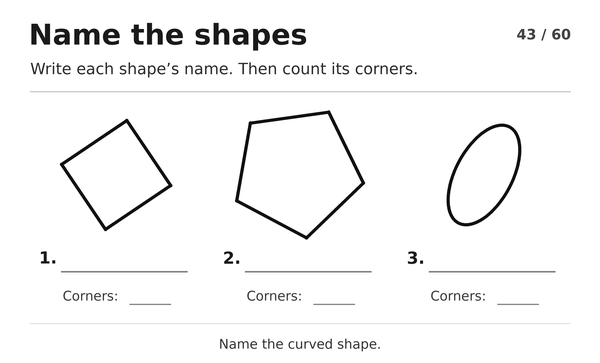 Name the shapes
43 / 60
Write each shape’s name. Then count its corners.
1. 2. 3.
Corners: Corners: Corners:
Name the curved shape.